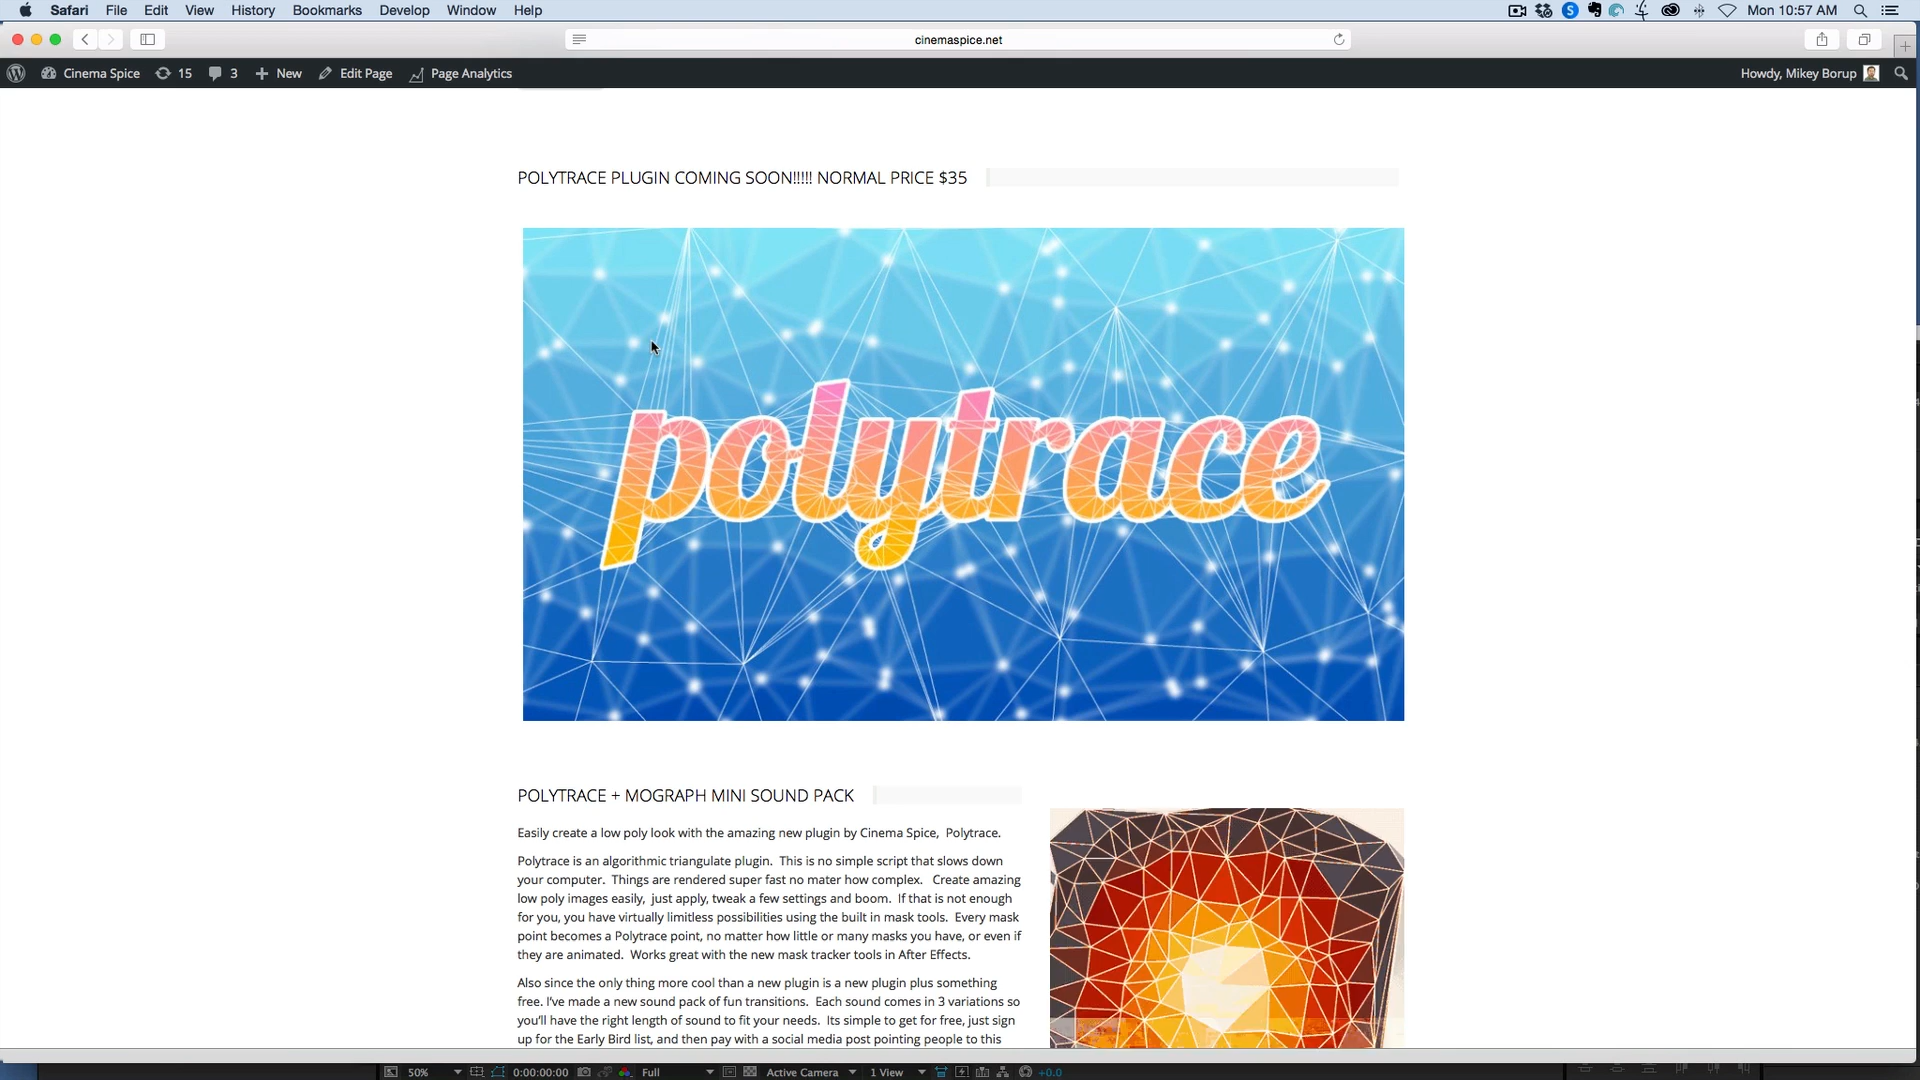 Safari File Edit View History Bookmarks Develop Window Help Mon 10:57 AM
cinemaspice.net
Cinema Spice 15 3 New Edit Page Page Analytics Howdy, Mikey Borup
POLYTRACE PLUGIN COMING SOON!!!!! NORMAL PRICE $35
polytrace
POLYTRACE + MOGRAPH MINI SOUND PACK
Easily create a low poly look with the amazing new plugin by Cinema Spice, Polytrace.
Polytrace is an algorithmic triangulate plugin. This is no simple script that slows down
your computer. Things are rendered super fast no mater how complex. Create amazing
low poly images easily, just apply, tweak a few settings and boom. If that is not enough
for you, you have virtually limitless possibilities using the built in mask tools. Every mask
point becomes a Polytrace point, no matter how little or many masks you have, or even if
they are animated. Works great with the new mask tracker tools in After Effects.
Also since the only thing more cool than a new plugin is a new plugin plus something
free. I've made a new sound pack of fun transitions. Each sound comes in 3 variations so
you'll have the right length of sound to fit your needs. Its simple to get for free, just sign
up for the Early Bird list, and then pay with a social media post pointing people to this
50% 0:00:00:00 Full Active Camera 1 View +0.0